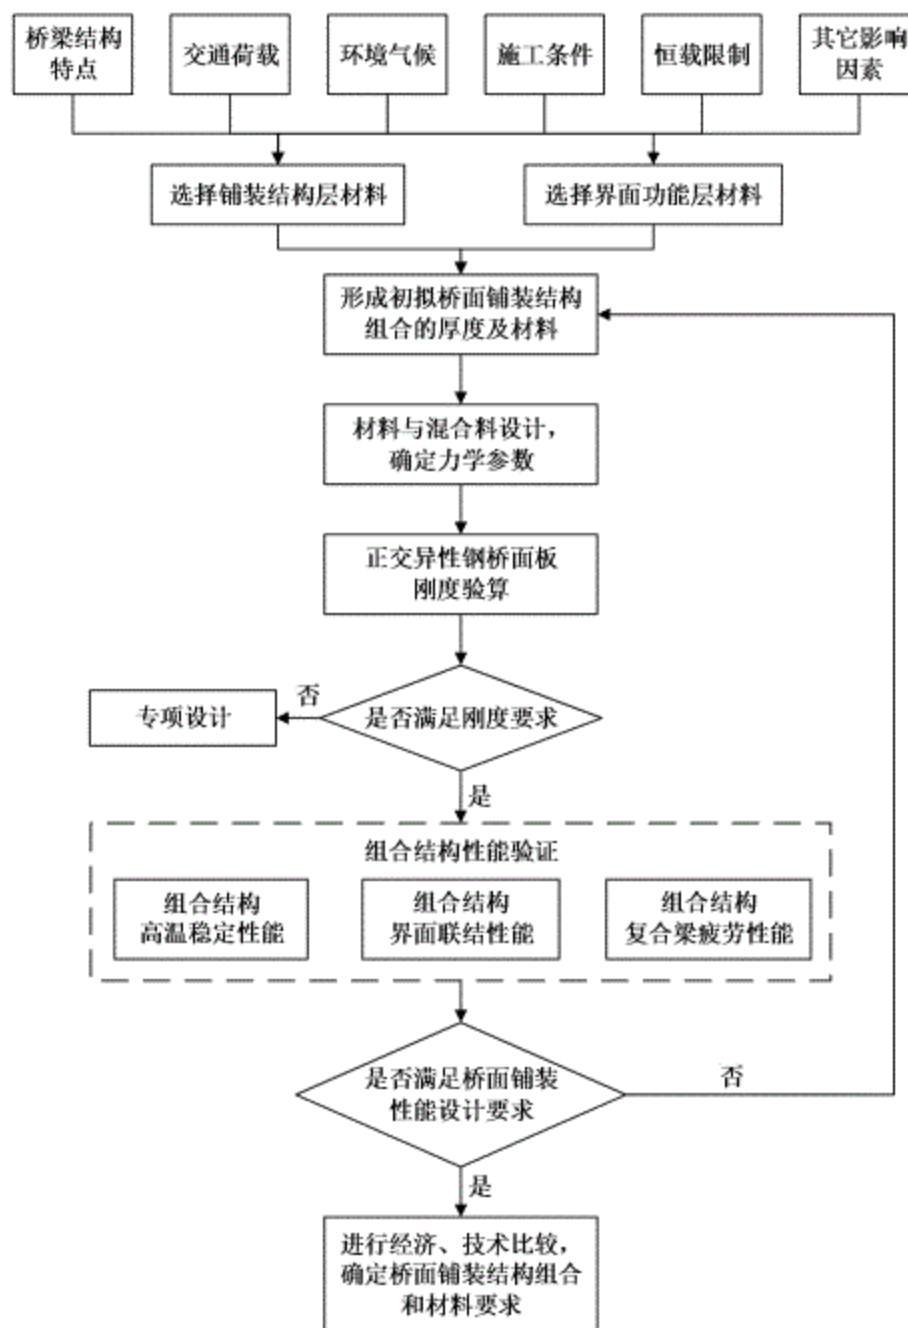 桥梁结构
特点
交通荷载
环境气候
施工条件
恒载限制
其它影响
因素
选择铺装结构层材料
选择界面功能层材料
形成初拟桥面铺装结构
组合的厚度及材料
材料与混合料设计，
确定力学参数
正交异性钢桥面板
刚度验算
否
专项设计
是否满足刚度要求
是
组合结构性能验证
组合结构
高温稳定性能
组合结构
界面联结性能
组合结构
复合梁疲劳性能
是否满足桥面铺装
性能设计要求
否
是
进行经济、技术比较，
确定桥面铺装结构组合
和材料要求